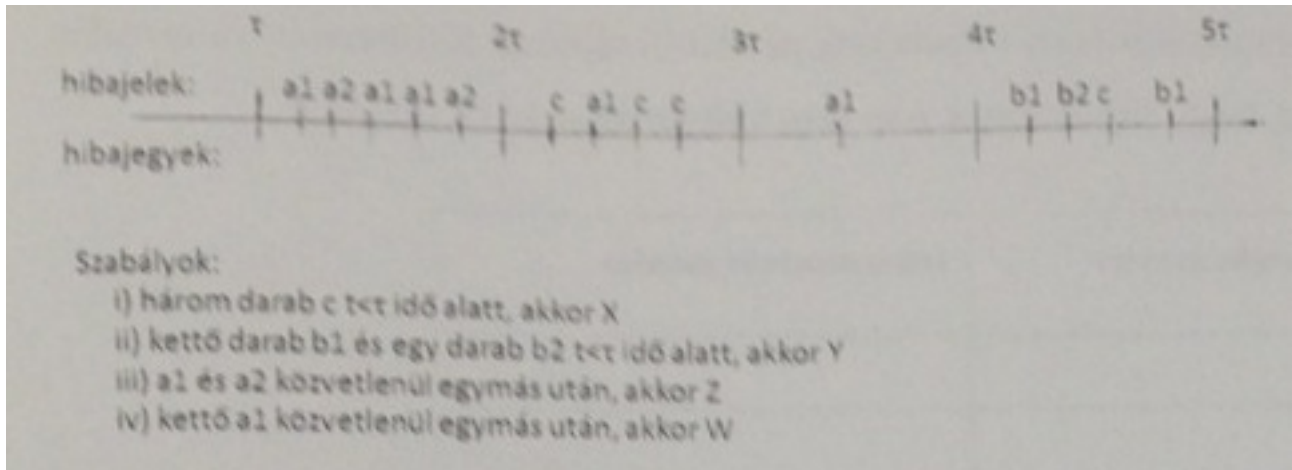 τ 2τ 3τ 4τ 5τ
hibajelek: a1 a2 a1 a1 a2 c a1 c c a1 b1 b2 c b1
hibajegyek:
Szabályok:
i) három darab c t<τ idő alatt, akkor X
ii) kettő darab b1 és egy darab b2 t<τ idő alatt, akkor Y
iii) a1 és a2 közvetlenül egymás után, akkor Z
iv) kettő a1 közvetlenül egymás után, akkor W